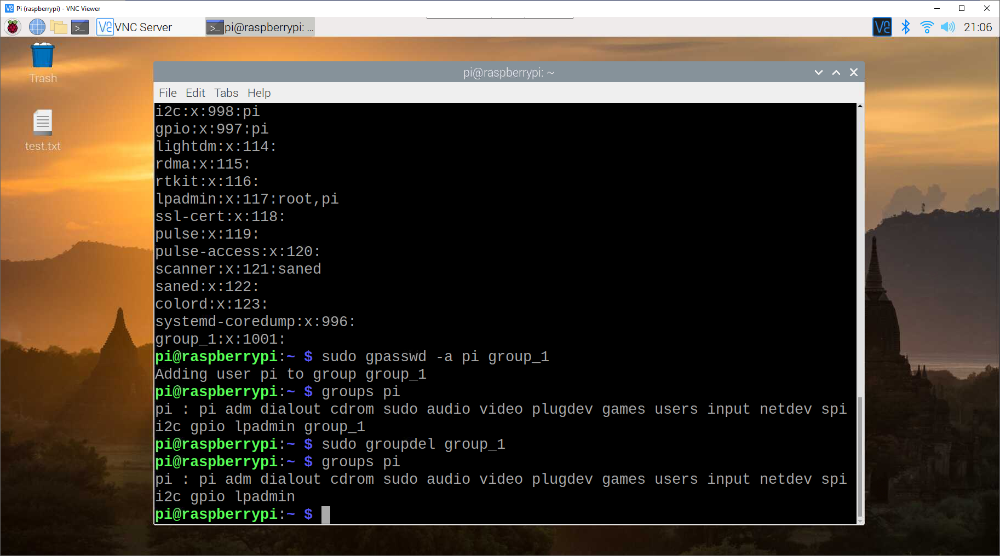 Pi (raspberrypi) - VNC Viewer
VNC Server
pi@raspberrypi: ...
21:06
Trash
test.txt
pi@raspberrypi: ~
File Edit Tabs Help
i2c:x:998:pi
gpio:x:997:pi
lightdm:x:114:
rdma:x:115:
rtkit:x:116:
lpadmin:x:117:root,pi
ssl-cert:x:118:
pulse:x:119:
pulse-access:x:120:
scanner:x:121:saned
saned:x:122:
colord:x:123:
systemd-coredump:x:996:
group_1:x:1001:
pi@raspberrypi:~ $ sudo gpasswd -a pi group_1
Adding user pi to group group_1
pi@raspberrypi:~ $ groups pi
pi : pi adm dialout cdrom sudo audio video plugdev games users input netdev spi
i2c gpio lpadmin group_1
pi@raspberrypi:~ $ sudo groupdel group_1
pi@raspberrypi:~ $ groups pi
pi : pi adm dialout cdrom sudo audio video plugdev games users input netdev spi
i2c gpio lpadmin
pi@raspberrypi:~ $